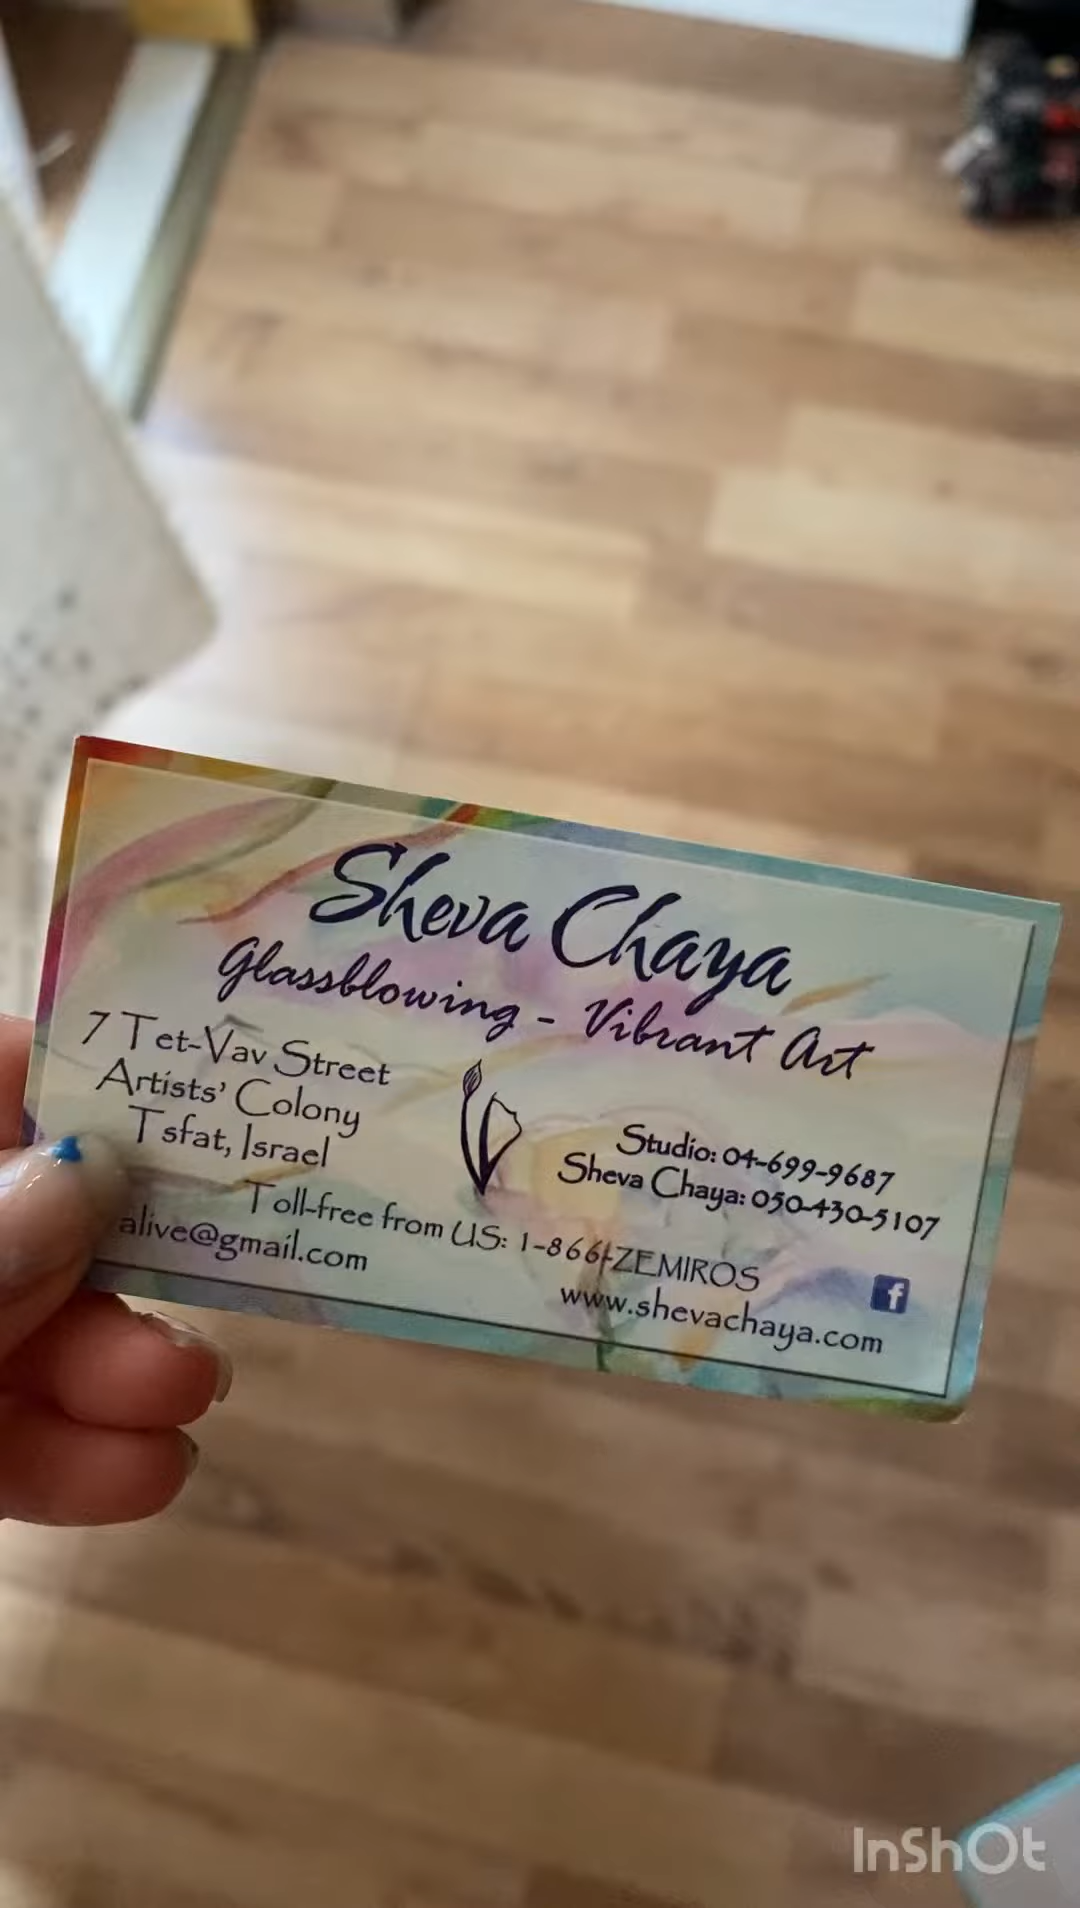 Sheva Chaya
Glassblowing - Vibrant Art
7 Tet-Vav Street
Artists' Colony
Tsfat, Israel
Studio: 04-699-9687
Sheva Chaya: 050-430-5107
Toll-free from US: 1-866-ZEMIROS
alive@gmail.com
www.shevachaya.com
f
InShOt